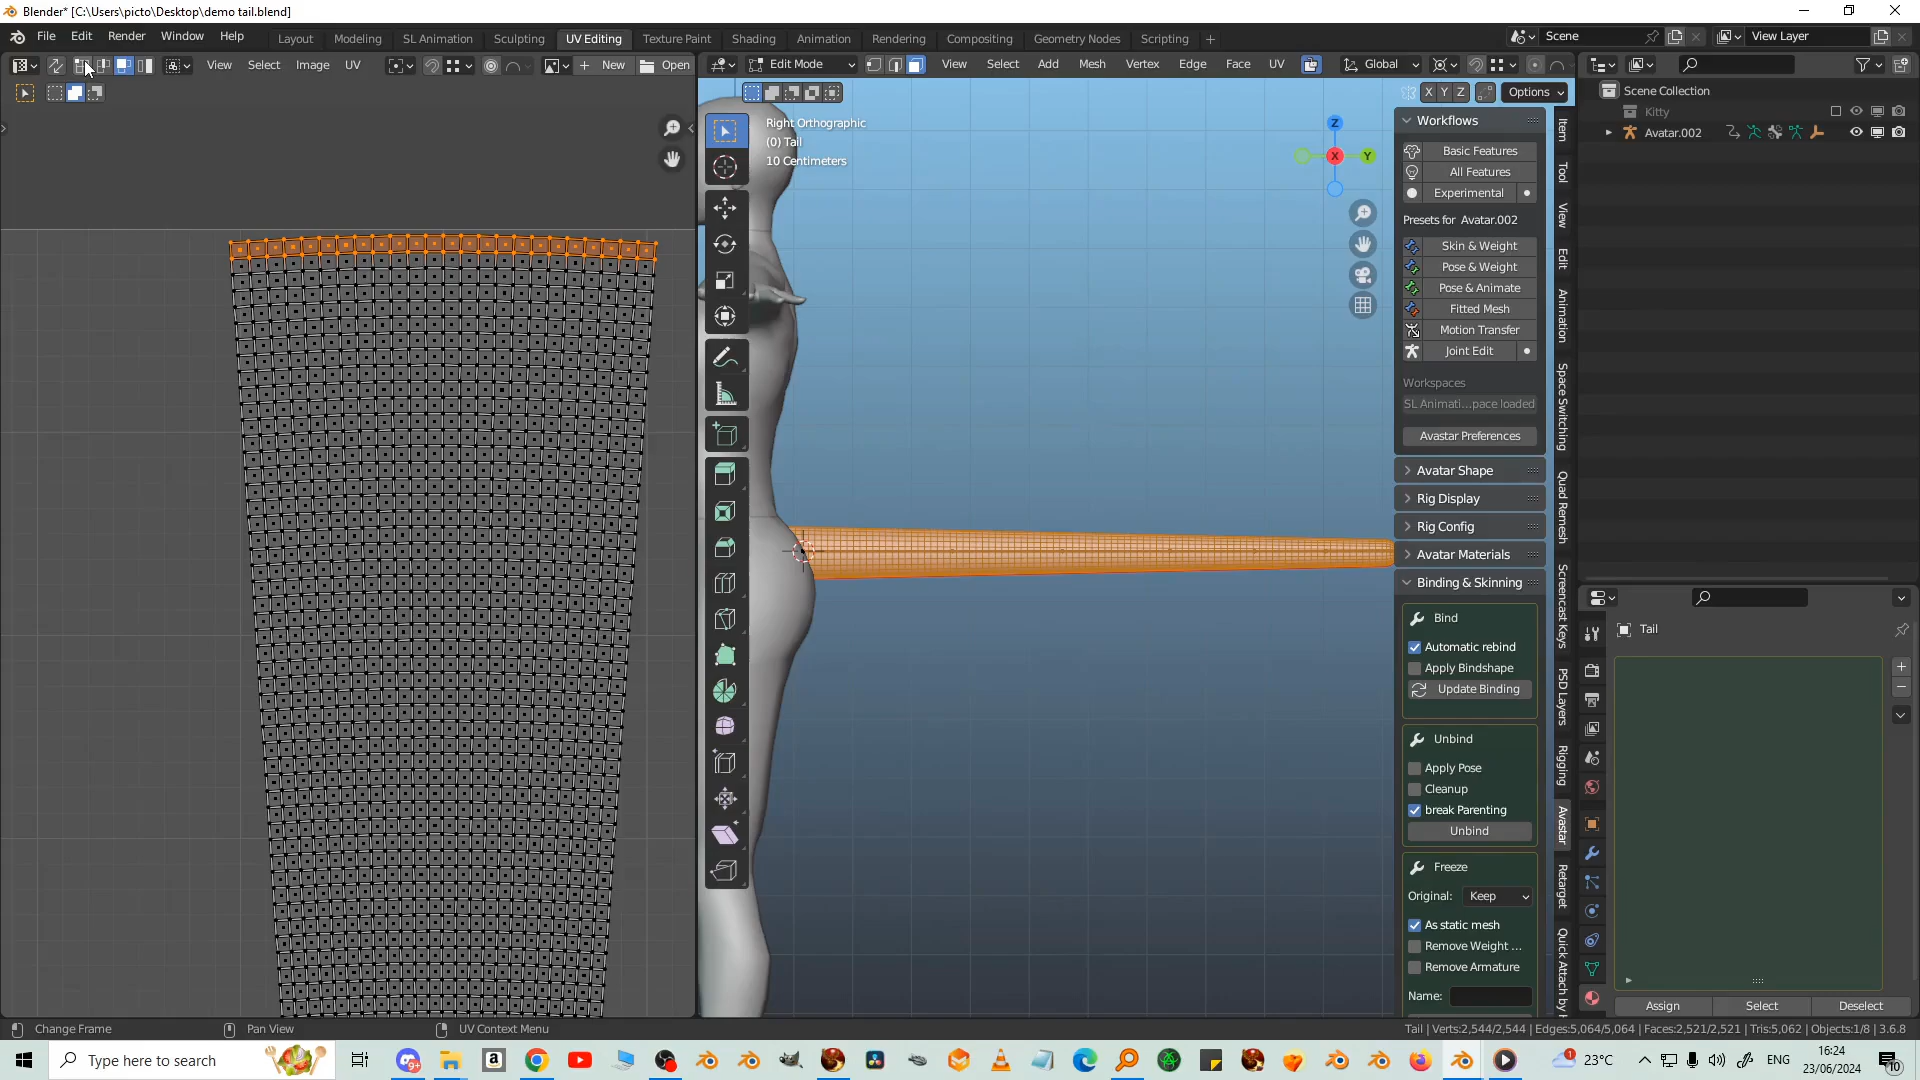 Blender* [C:\Users\picto\Desktop\demo tail.blend]
File Edit Render Window Help
Layout Modeling SL Animation Sculpting UV Editing Texture Paint Shading Animation Rendering Compositing Geometry Nodes Scripting +
Scene
View Layer
View Select Image UV
New Open
Edit Mode View Select Add Mesh Vertex Edge Face UV
Global
X Y Z Options
Right Orthographic
(0) Tail
10 Centimeters
Z
X
Y
Workflows
Basic Features
All Features
Experimental
Presets for Avatar.002
Skin & Weight
Pose & Weight
Pose & Animate
Fitted Mesh
Motion Transfer
Joint Edit
Workspaces
SL Animati...pace loaded
Avastar Preferences
Avatar Shape
Rig Display
Rig Config
Avatar Materials
Binding & Skinning
Bind
Automatic rebind
Apply Bindshape
Update Binding
Unbind
Apply Pose
Cleanup
break Parenting
Unbind
Freeze
Original: Keep
As static mesh
Remove Weight ...
Remove Armature
Name:
Item
Tool
View
Edit
Animation
Space Switching
Quad Remesh
Screencast Keys
PSD Layers
Rigging
Avastar
Retarget
Quick Attach by
Scene Collection
Kitty
Avatar.002
Tail
Assign Select Deselect
Change Frame Pan View UV Context Menu
Tail | Verts:2,544/2,544 | Edges:5,064/5,064 | Faces:2,521/2,521 | Tris:5,062 | Objects:1/8 | 3.6.8
Type here to search
23°C
ENG
16:24
23/06/2024